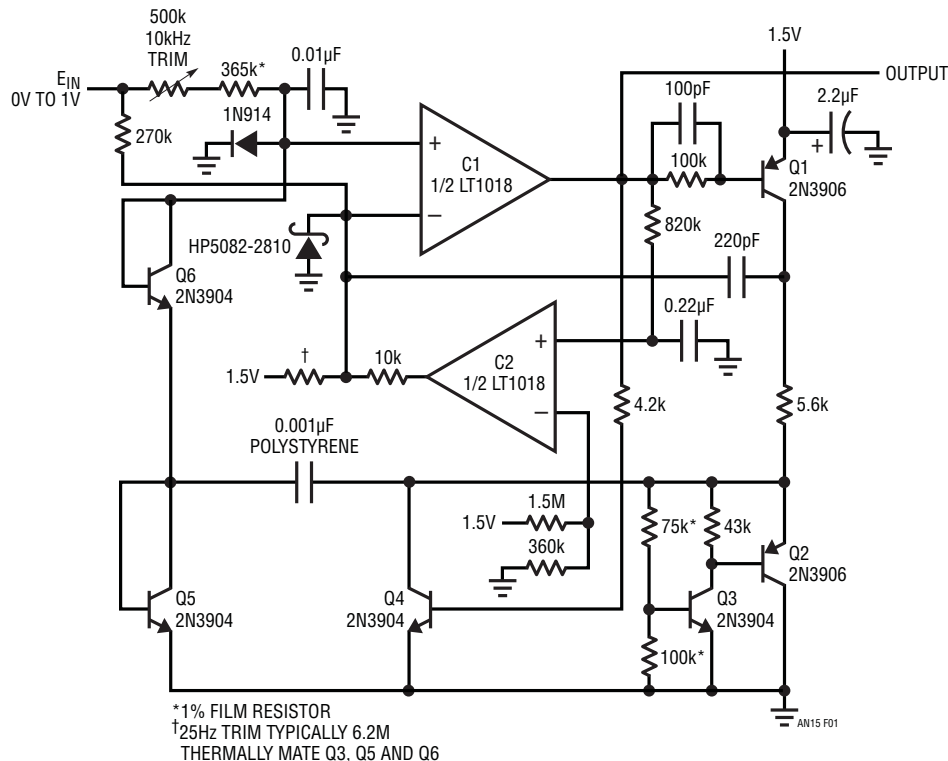 500k
10kHz
TRIM
365k*
0.01µF
1.5V
E_IN
0V TO 1V
OUTPUT
100pF
2.2µF
1N914
270k
+
C1
1/2 LT1018
−
100k
+
Q1
2N3906
HP5082-2810
820k
220pF
Q6
2N3904
0.22µF
†
1.5V
10k
C2
1/2 LT1018
+
−
4.2k
5.6k
0.001µF
POLYSTYRENE
1.5M
1.5V
360k
75k*
43k
Q2
2N3906
Q5
2N3904
Q4
2N3904
Q3
2N3904
100k*
*1% FILM RESISTOR
†25Hz TRIM TYPICALLY 6.2M
THERMALLY MATE Q3, Q5 AND Q6
AN15 F01